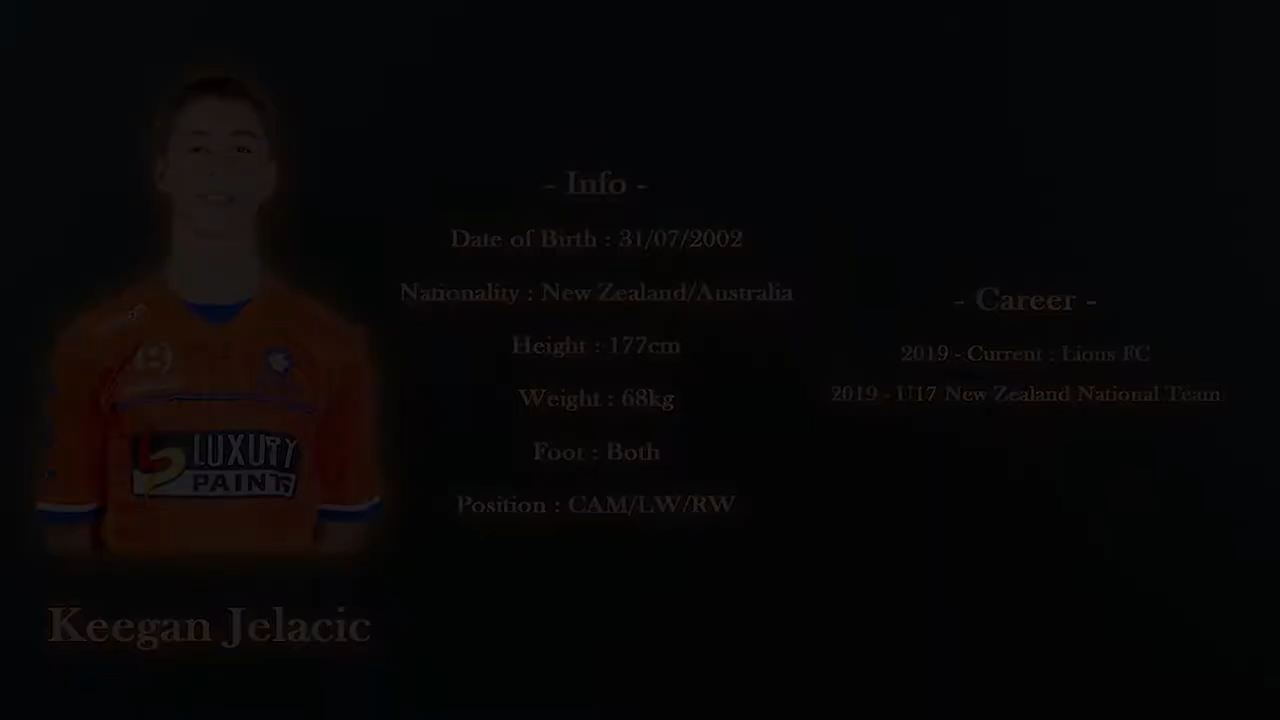 - Info -
Date of Birth : 31/07/2002
Nationality : New Zealand/Australia
Height : 177cm
Weight : 68kg
Foot : Both
Position : CAM/LW/RW
- Career -
2019 - Current : Lions FC
2019 - U17 New Zealand National Team
LUXURY
PAINTS
Keegan Jelacic